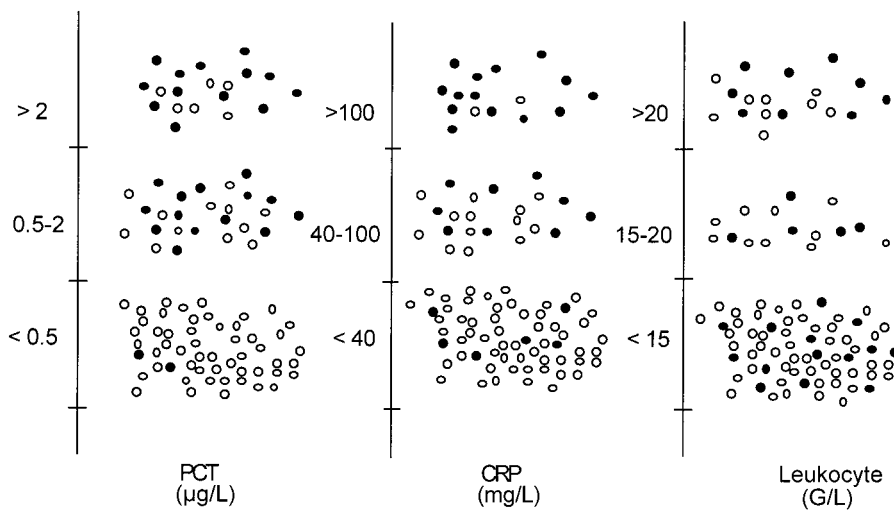 > 2
>100
>20
0.5-2
40-100
15-20
< 0.5
< 40
< 15
PCT
(µg/L)
CRP
(mg/L)
Leukocyte
(G/L)